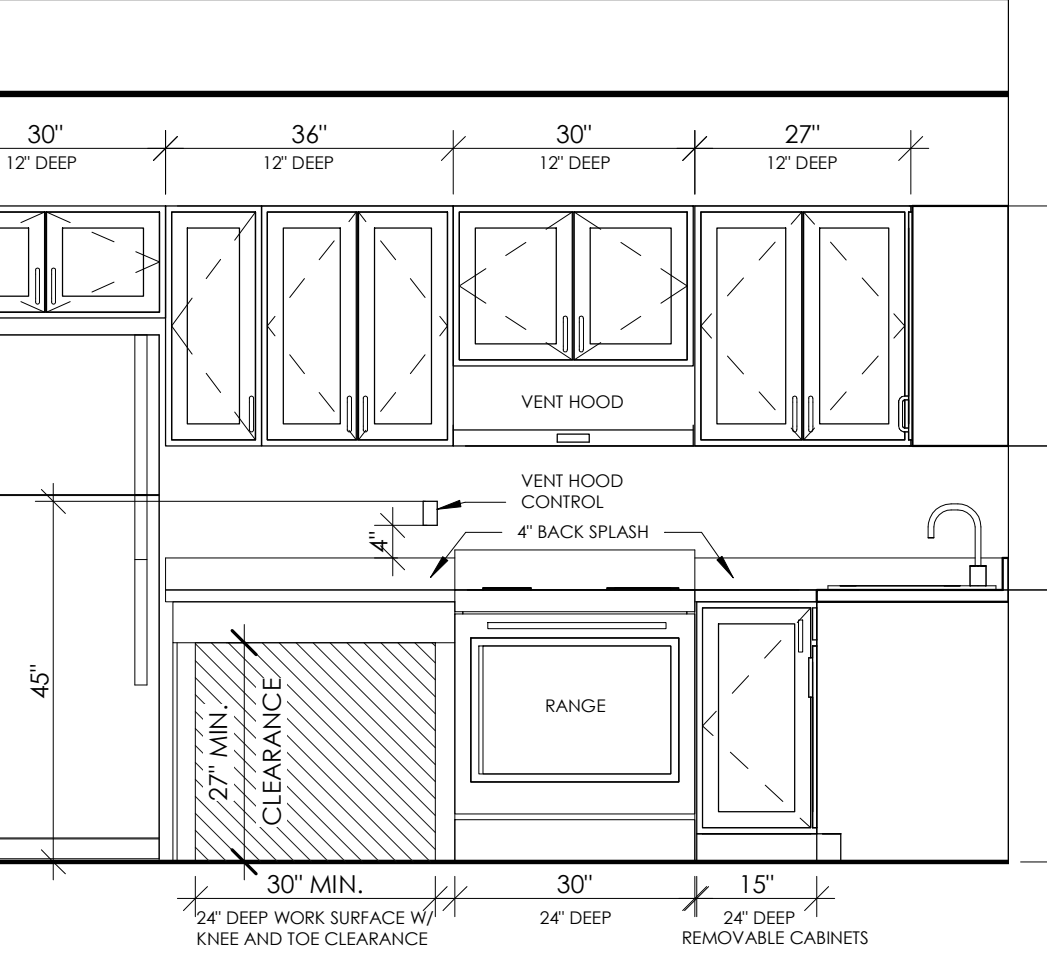 30" 36" 30" 27"
12" DEEP 12" DEEP 12" DEEP 12" DEEP
VENT HOOD
VENT HOOD
CONTROL
4" BACK SPLASH
4"
45"
27" MIN.
CLEARANCE
RANGE
30" MIN. 30" 15"
24" DEEP WORK SURFACE W/ 24" DEEP 24" DEEP
KNEE AND TOE CLEARANCE REMOVABLE CABINETS